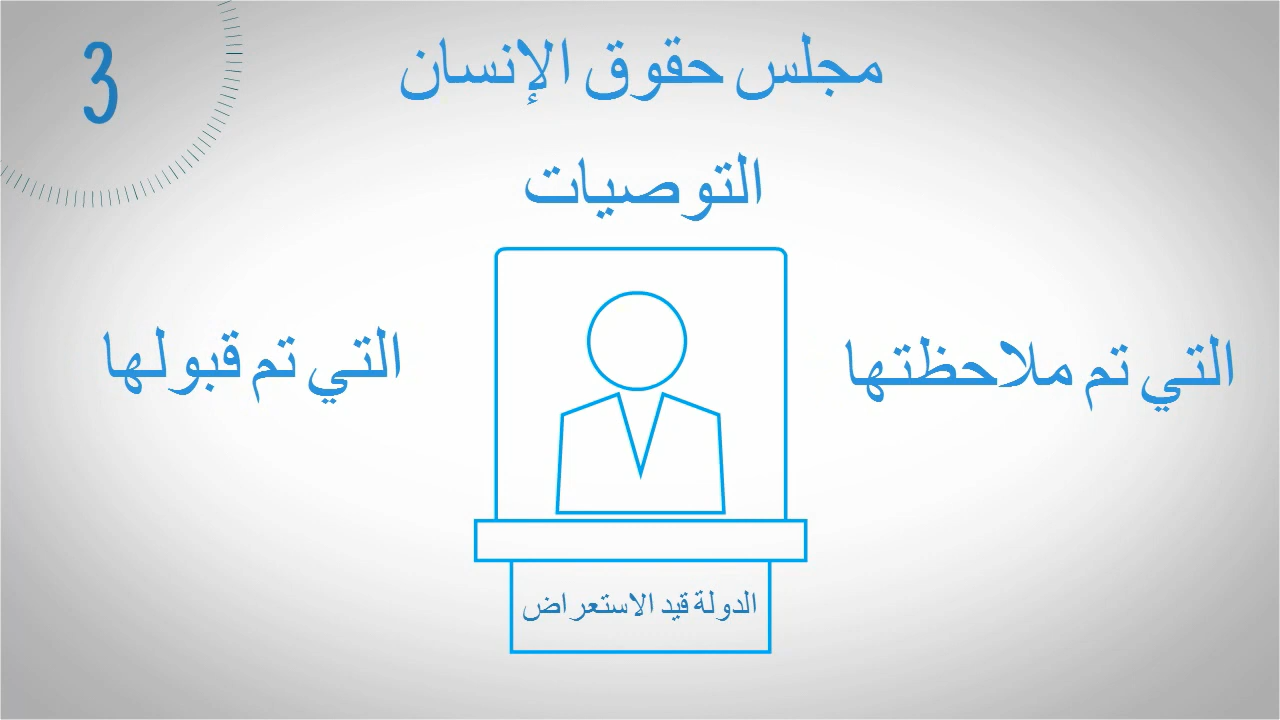 3
مجلس حقوق الإنسان
التوصيات
التي تم ملاحظتها
التي تم قبولها
الدولة قيد الاستعراض